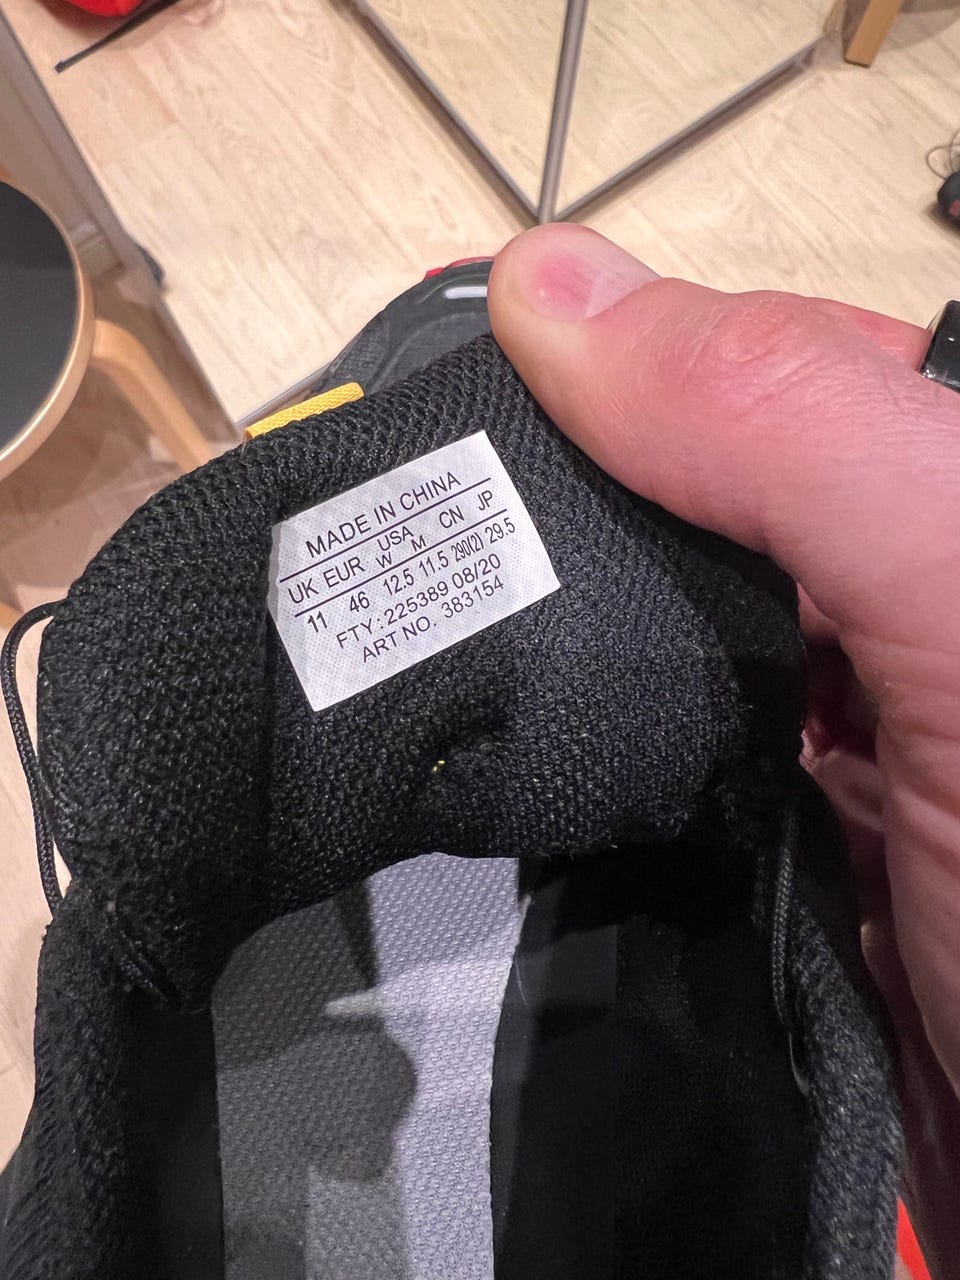 MADE IN CHINA
USA
UK EUR W M CN JP
11 46 12.5 11.5 290(2) 29.5
FTY:225389 08/20
ART NO. 383154